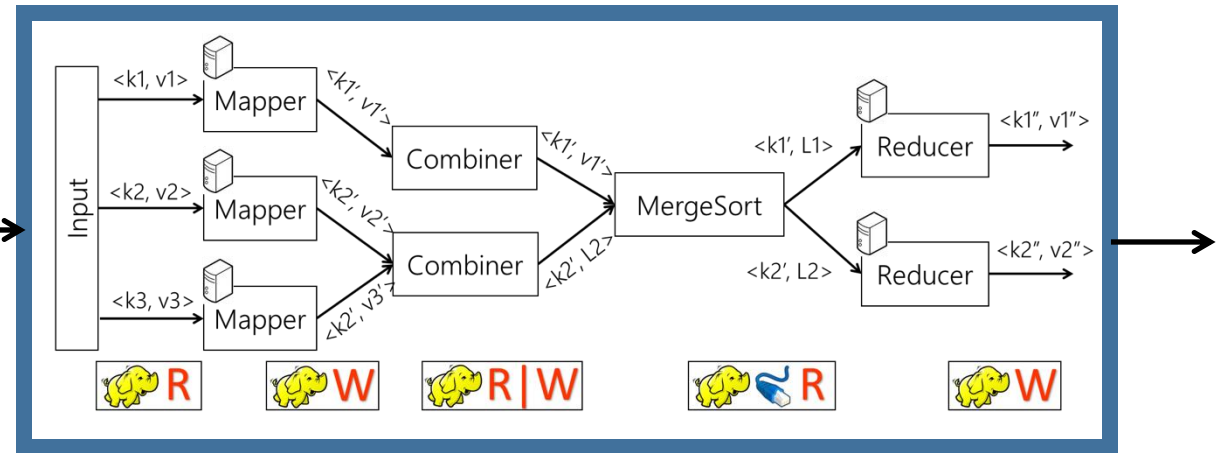 Input
<k1, v1>
<k2, v2>
<k3, v3>
Mapper
Mapper
Mapper
<k1', v1'>
<k2', v2'>
<k2', v3'>
Combiner
Combiner
<k1', v1'>
<k2', L2>
MergeSort
<k1', L1>
<k2', L2>
Reducer
Reducer
<k1", v1">
<k2", v2">
R
W
R|W
R
W